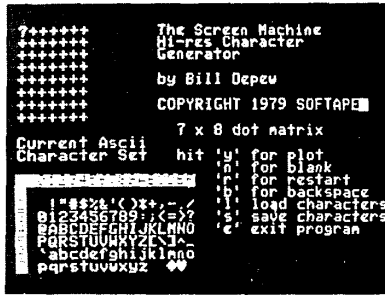 ?++++++
+++++++
+++++++
+++++++
+++++++
+++++++
+++++++
+++++++
The Screen Machine
Hi-res Character
Generator
by Bill Depew
COPYRIGHT 1979 SOFTAPE
7 x 8 dot matrix
Current Ascii
Character Set
hit 'y' for plot
'n' for blank
'r' for restart
'b' for backspace
'l' load characters
's' save characters
'e' exit program
!"#$%&'()*+,-./
0123456789:;<=>?
@ABCDEFGHIJKLMNO
PQRSTUVWXYZ[\]^_
`abcdefghijklmno
pqrstuvwxyz